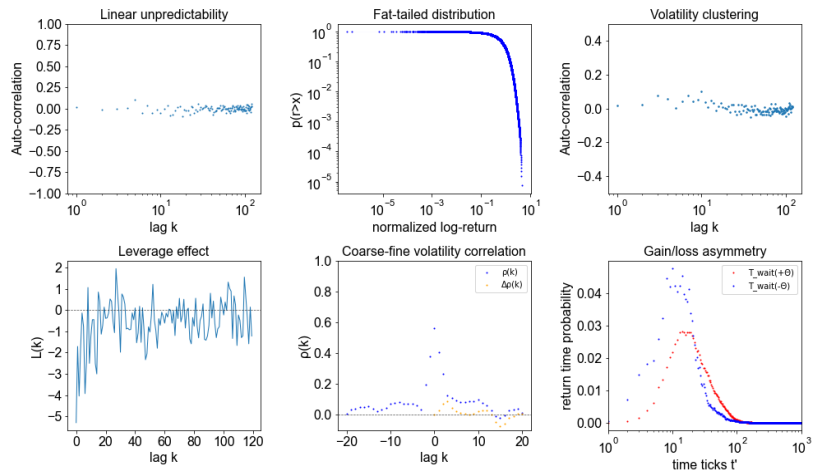 Linear unpredictability
Auto-correlation
1.00
0.75
0.50
0.25
0.00
−0.25
−0.50
−0.75
−1.00
10^0
10^1
10^2
lag k
Fat-tailed distribution
p(r>x)
10^0
10^−1
10^−2
10^−3
10^−4
10^−5
10^−5
10^−3
10^−1
10^1
normalized log-return
Volatility clustering
Auto-correlation
0.4
0.2
0.0
−0.2
−0.4
10^0
10^1
10^2
lag k
Leverage effect
L(k)
2
1
0
−1
−2
−3
−4
−5
0
20
40
60
80
100
120
lag k
Coarse-fine volatility correlation
ρ(k)
1.0
0.8
0.6
0.4
0.2
0.0
−20
−10
0
10
20
lag k
ρ(k)
Δρ(k)
Gain/loss asymmetry
return time probability
0.04
0.03
0.02
0.01
0.00
10^0
10^1
10^2
10^3
time ticks t'
T_wait(+Θ)
T_wait(-Θ)